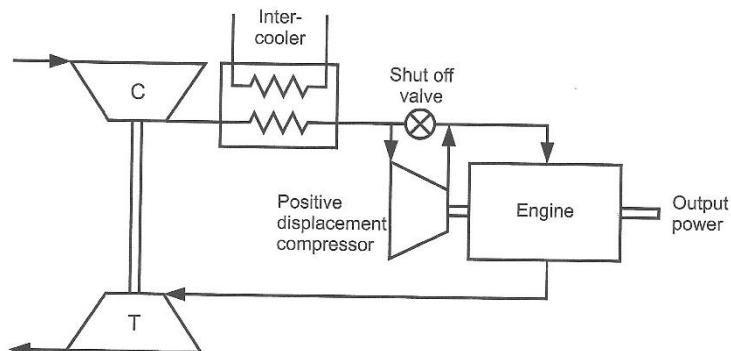 Inter-
cooler
C
Shut off
valve
Positive
displacement
compressor
Engine
Output
power
T